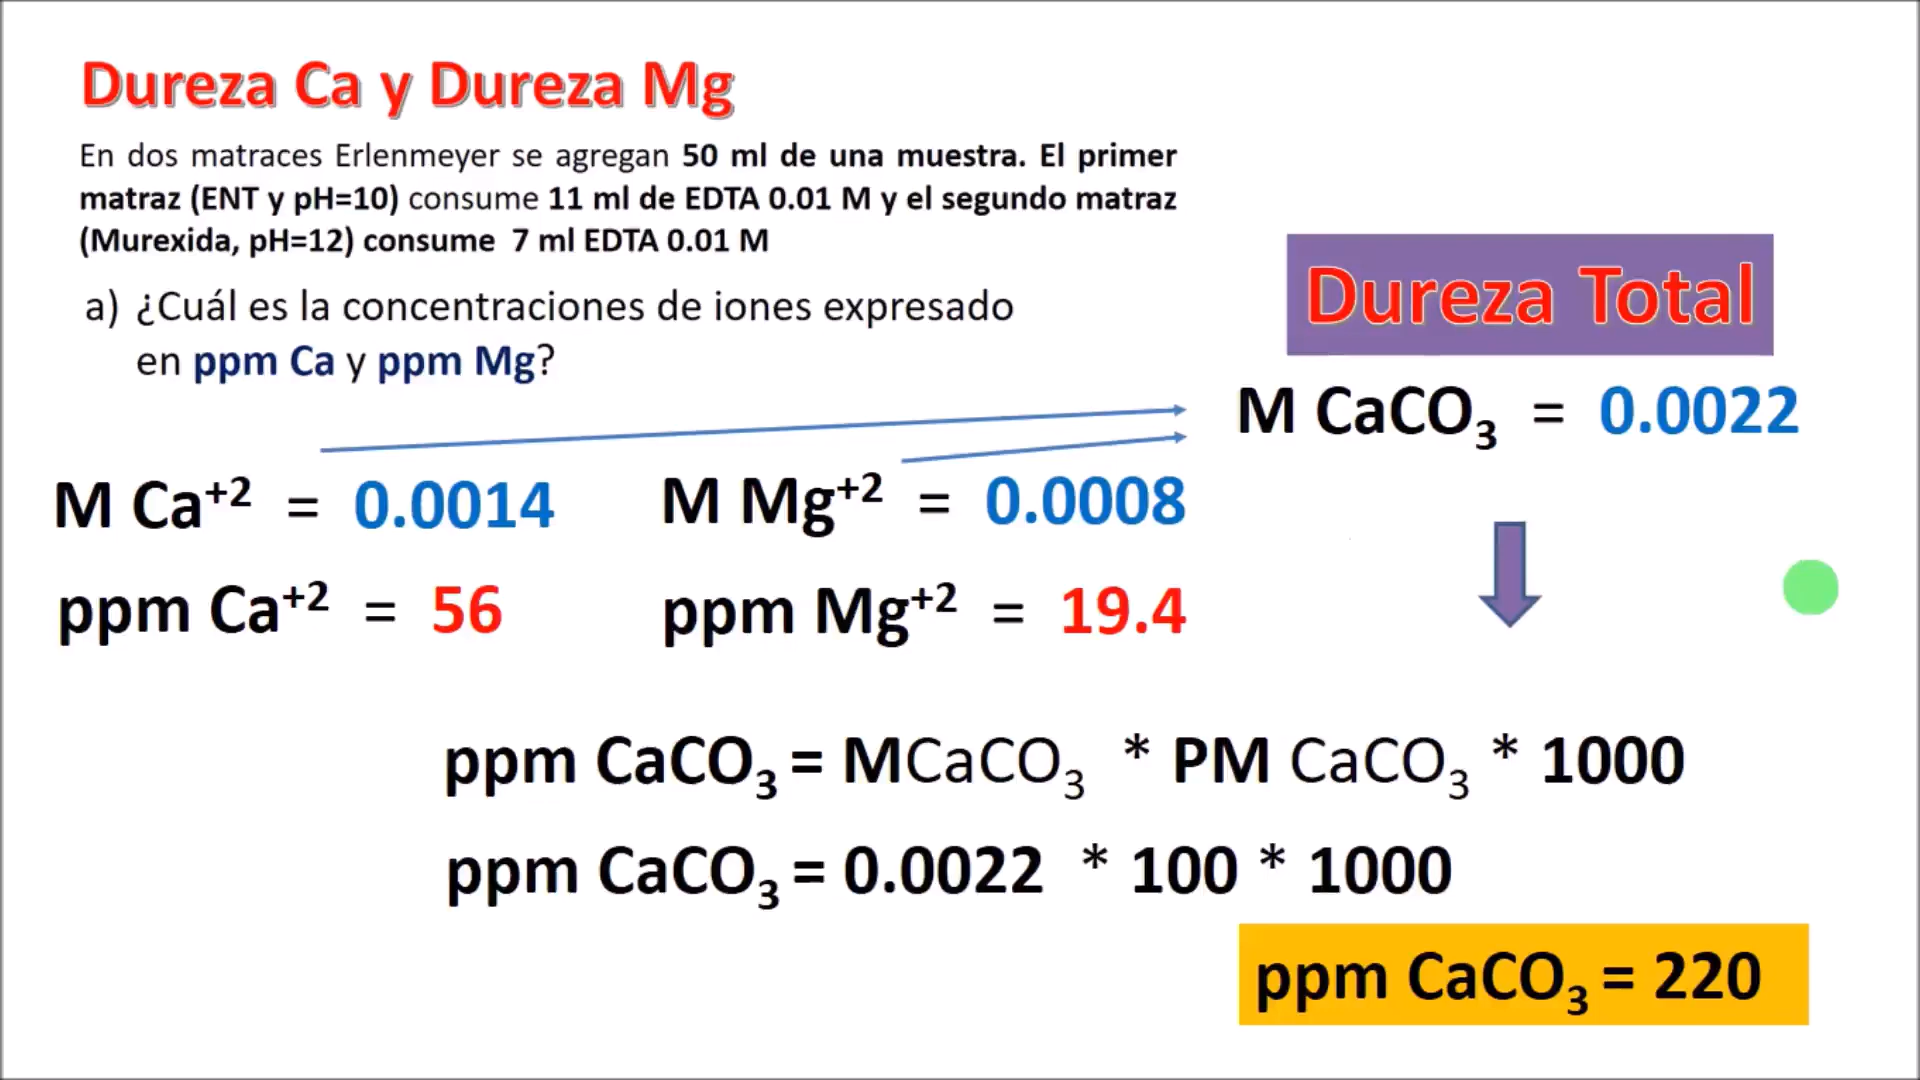 Dureza Ca y Dureza Mg
En dos matraces Erlenmeyer se agregan 50 ml de una muestra. El primer
matraz (ENT y pH=10) consume 11 ml de EDTA 0.01 M y el segundo matraz
(Murexida, pH=12) consume 7 ml EDTA 0.01 M
a) ¿Cuál es la concentraciones de iones expresado
en ppm Ca y ppm Mg?
Dureza Total
M CaCO₃ = 0.0022
M Ca⁺² = 0.0014
M Mg⁺² = 0.0008
ppm Ca⁺² = 56
ppm Mg⁺² = 19.4
ppm CaCO₃ = MCaCO₃ * PM CaCO₃ * 1000
ppm CaCO₃ = 0.0022 * 100 * 1000
ppm CaCO₃ = 220